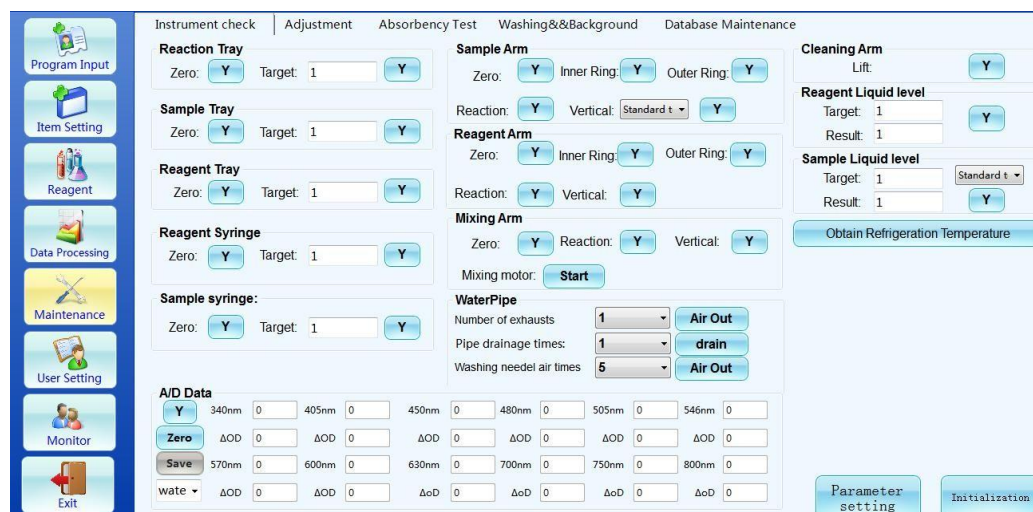 Program Input
Item Setting
Reagent
Data Processing
Maintenance
User Setting
Monitor
Exit
Instrument check Adjustment Absorbency Test Washing&&Background Database Maintenance
Reaction Tray
Zero: Y Target: 1 Y
Sample Tray
Zero: Y Target: 1 Y
Reagent Tray
Zero: Y Target: 1 Y
Reagent Syringe
Zero: Y Target: 1 Y
Sample syringe:
Zero: Y Target: 1 Y
Sample Arm
Zero: Y Inner Ring: Y Outer Ring: Y
Reaction: Y Vertical: Standard t Y
Reagent Arm
Zero: Y Inner Ring: Y Outer Ring: Y
Reaction: Y Vertical: Y
Mixing Arm
Zero: Y Reaction: Y Vertical: Y
Mixing motor: Start
WaterPipe
Number of exhausts 1 Air Out
Pipe drainage times: 1 drain
Washing needel air times 5 Air Out
Cleaning Arm
Lift: Y
Reagent Liquid level
Target: 1 Y
Result: 1
Sample Liquid level
Target: 1 Standard t
Result: 1 Y
Obtain Refrigeration Temperature
A/D Data
Y 340nm 0 405nm 0 450nm 0 480nm 0 505nm 0 546nm 0
Zero ΔOD 0 ΔOD 0 ΔOD 0 ΔOD 0 ΔOD 0 ΔOD 0
Save 570nm 0 600nm 0 630nm 0 700nm 0 750nm 0 800nm 0
wate ΔOD 0 ΔOD 0 ΔoD 0 ΔoD 0 ΔoD 0 ΔoD 0
Parameter
setting
Initialization